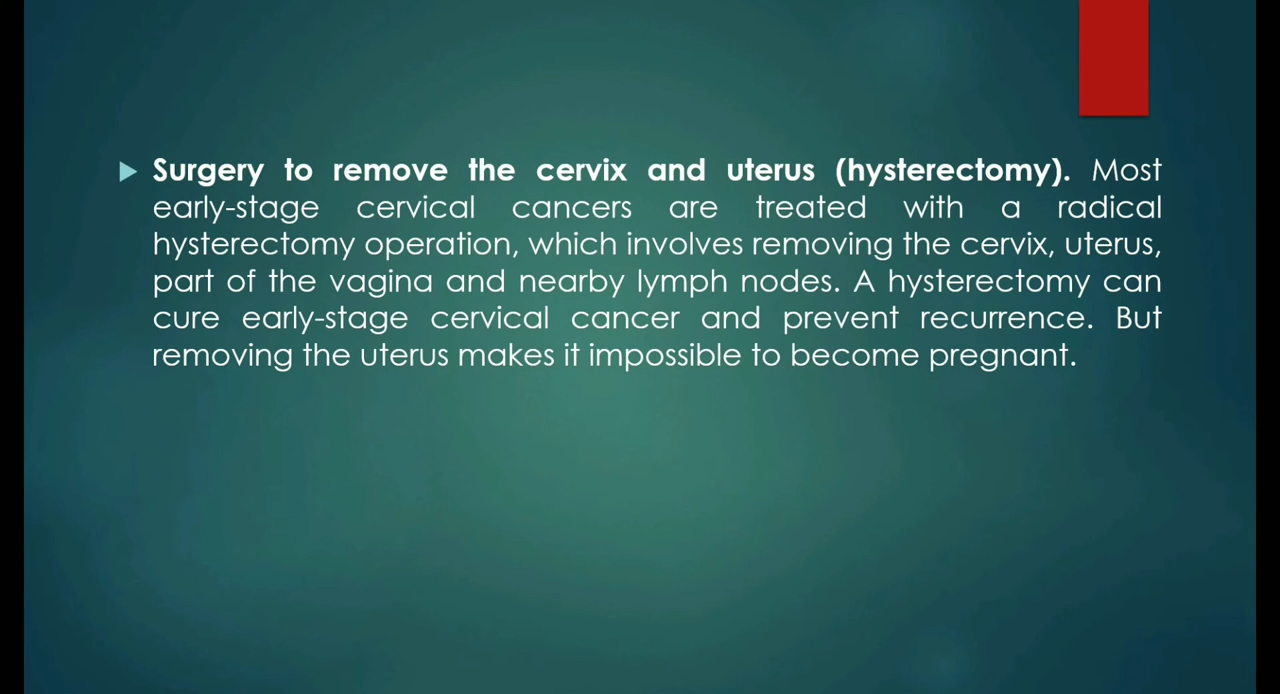 Surgery to remove the cervix and uterus (hysterectomy). Most
early-stage cervical cancers are treated with a radical
hysterectomy operation, which involves removing the cervix, uterus,
part of the vagina and nearby lymph nodes. A hysterectomy can
cure early-stage cervical cancer and prevent recurrence. But
removing the uterus makes it impossible to become pregnant.